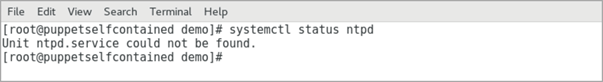 File Edit View Search Terminal Help
[root@puppetselfcontained demo]# systemctl status ntpd
Unit ntpd.service could not be found.
[root@puppetselfcontained demo]#